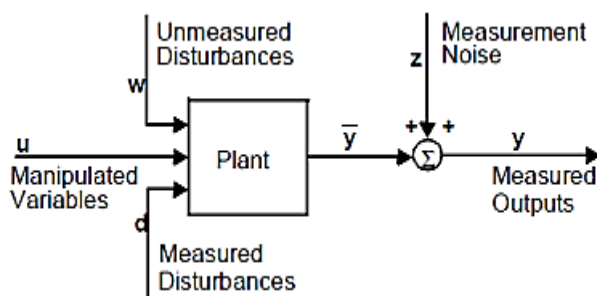 Unmeasured
Disturbances
w
u
Manipulated
Variables
d
Measured
Disturbances
Plant
y̅
z
Measurement
Noise
+ +
Σ
y
Measured
Outputs